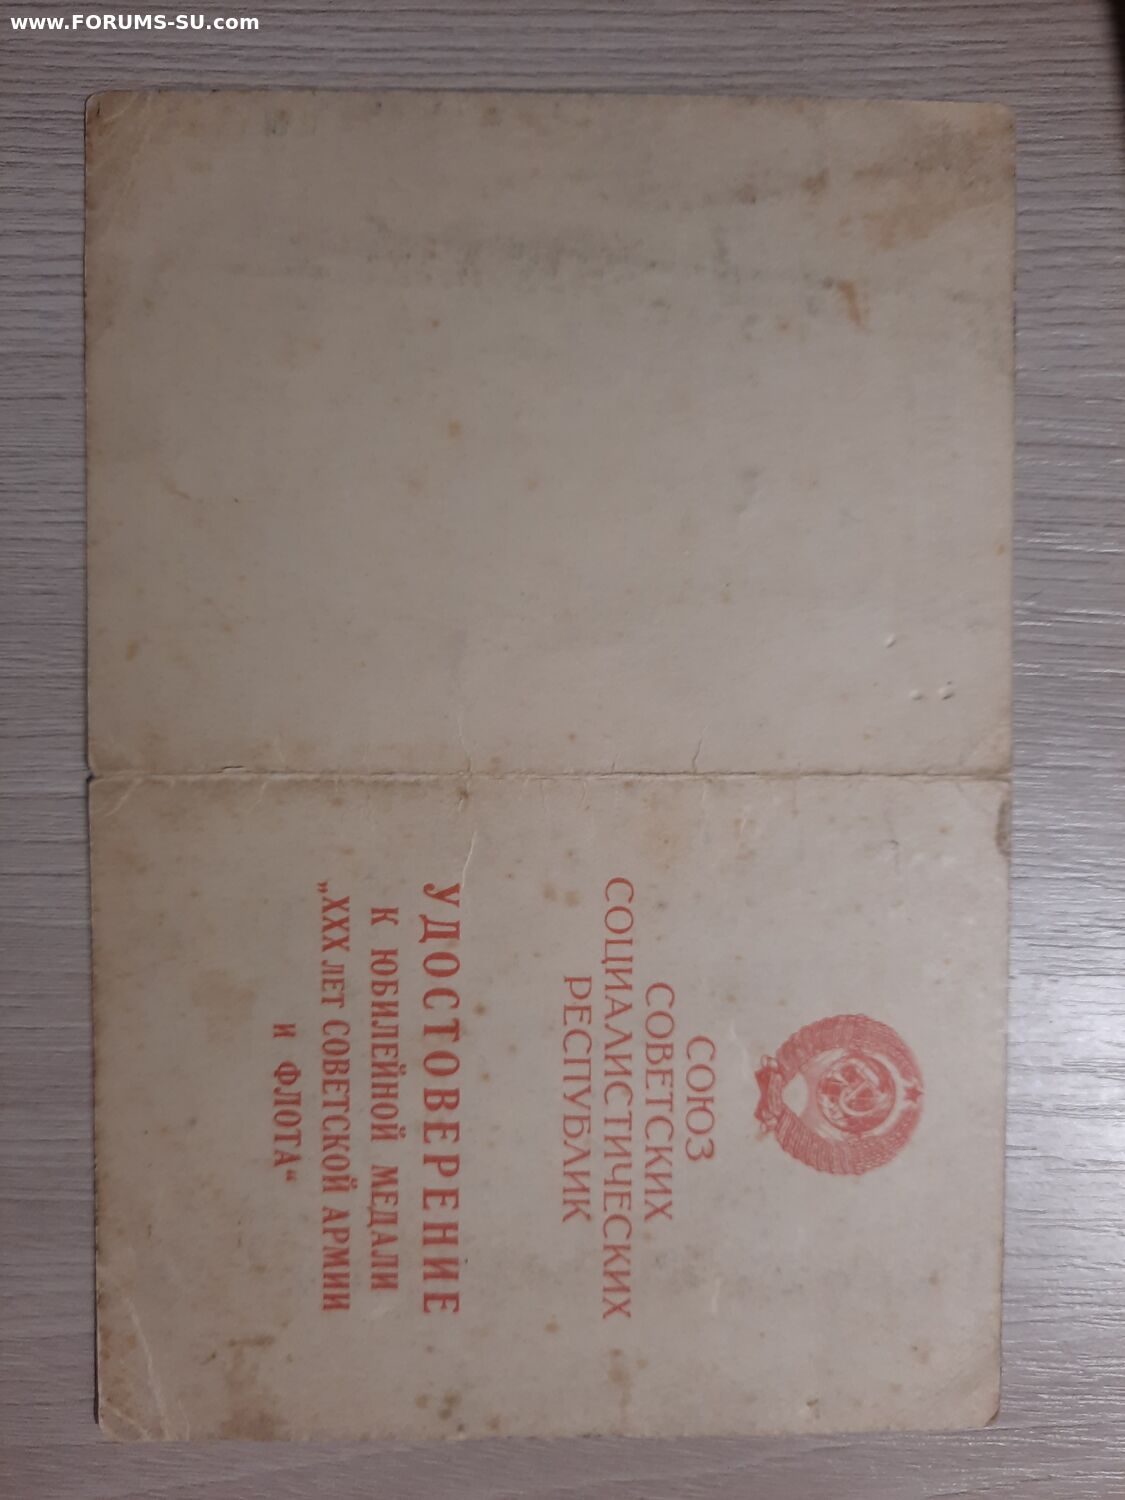 www.FORUMS-SU.com
СОЮЗ
СОВЕТСКИХ
СОЦИАЛИСТИЧЕСКИХ
РЕСПУБЛИК
УДОСТОВЕРЕНИЕ
К ЮБИЛЕЙНОЙ МЕДАЛИ
„XXX ЛЕТ СОВЕТСКОЙ АРМИИ
И ФЛОТА“